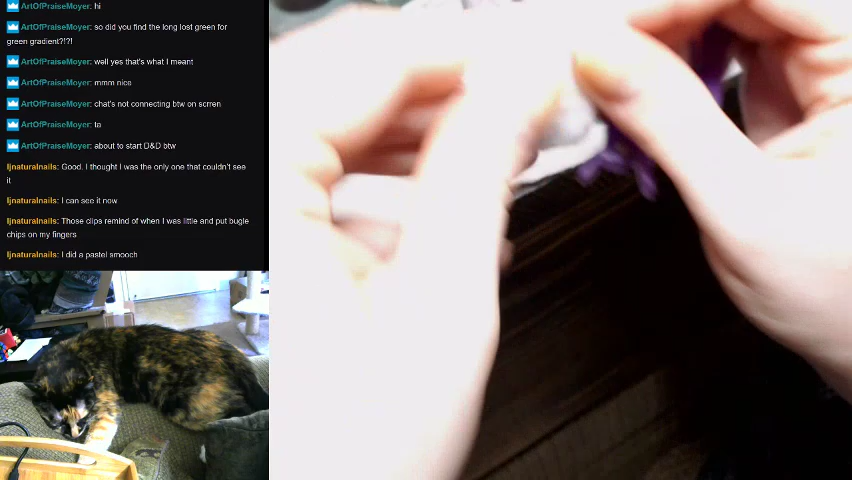 ArtOfPraiseMoyer: hi
ArtOfPraiseMoyer: so did you find the long lost green for
green gradient?!?!
ArtOfPraiseMoyer: well yes that's what I meant
ArtOfPraiseMoyer: mmm nice
ArtOfPraiseMoyer: chat's not connecting btw on scrren
ArtOfPraiseMoyer: ta
ArtOfPraiseMoyer: about to start D&D btw
ljnaturalnails: Good. I thought I was the only one that couldn't see
it
ljnaturalnails: I can see it now
ljnaturalnails: Those clips remind of when I was little and put bugle
chips on my fingers
ljnaturalnails: I did a pastel smooch